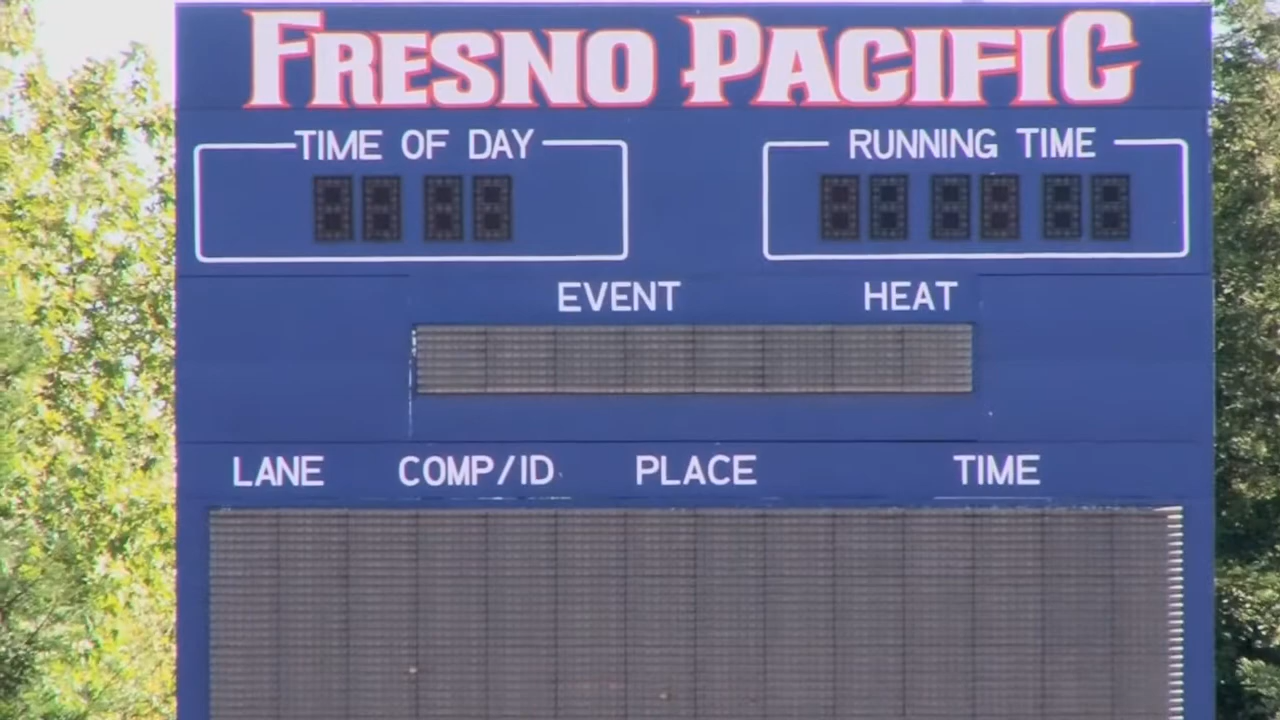 FRESNO PACIFIC
TIME OF DAY RUNNING TIME
EVENT HEAT
LANE COMP/ID PLACE TIME